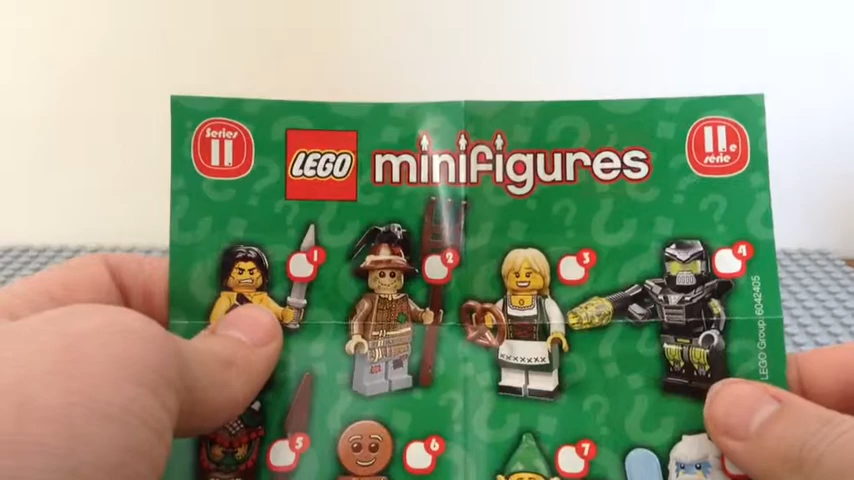 Series
11
LEGO
minifigures
11e
série
1
2
3
4
LEGO Group 6042405
5
6
7